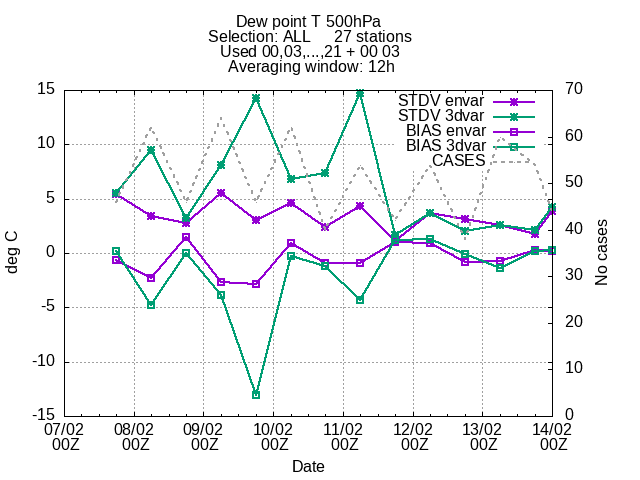 Dew point T 500hPa
Selection: ALL 27 stations
Used 00,03,...,21 + 00 03
Averaging window: 12h
STDV envar
STDV 3dvar
BIAS envar
BIAS 3dvar
CASES
15
10
5
0
-5
-10
-15
deg C
70
60
50
40
30
20
10
0
No cases
07/02 08/02 09/02 10/02 11/02 12/02 13/02 14/02
00Z 00Z 00Z 00Z 00Z 00Z 00Z 00Z
Date